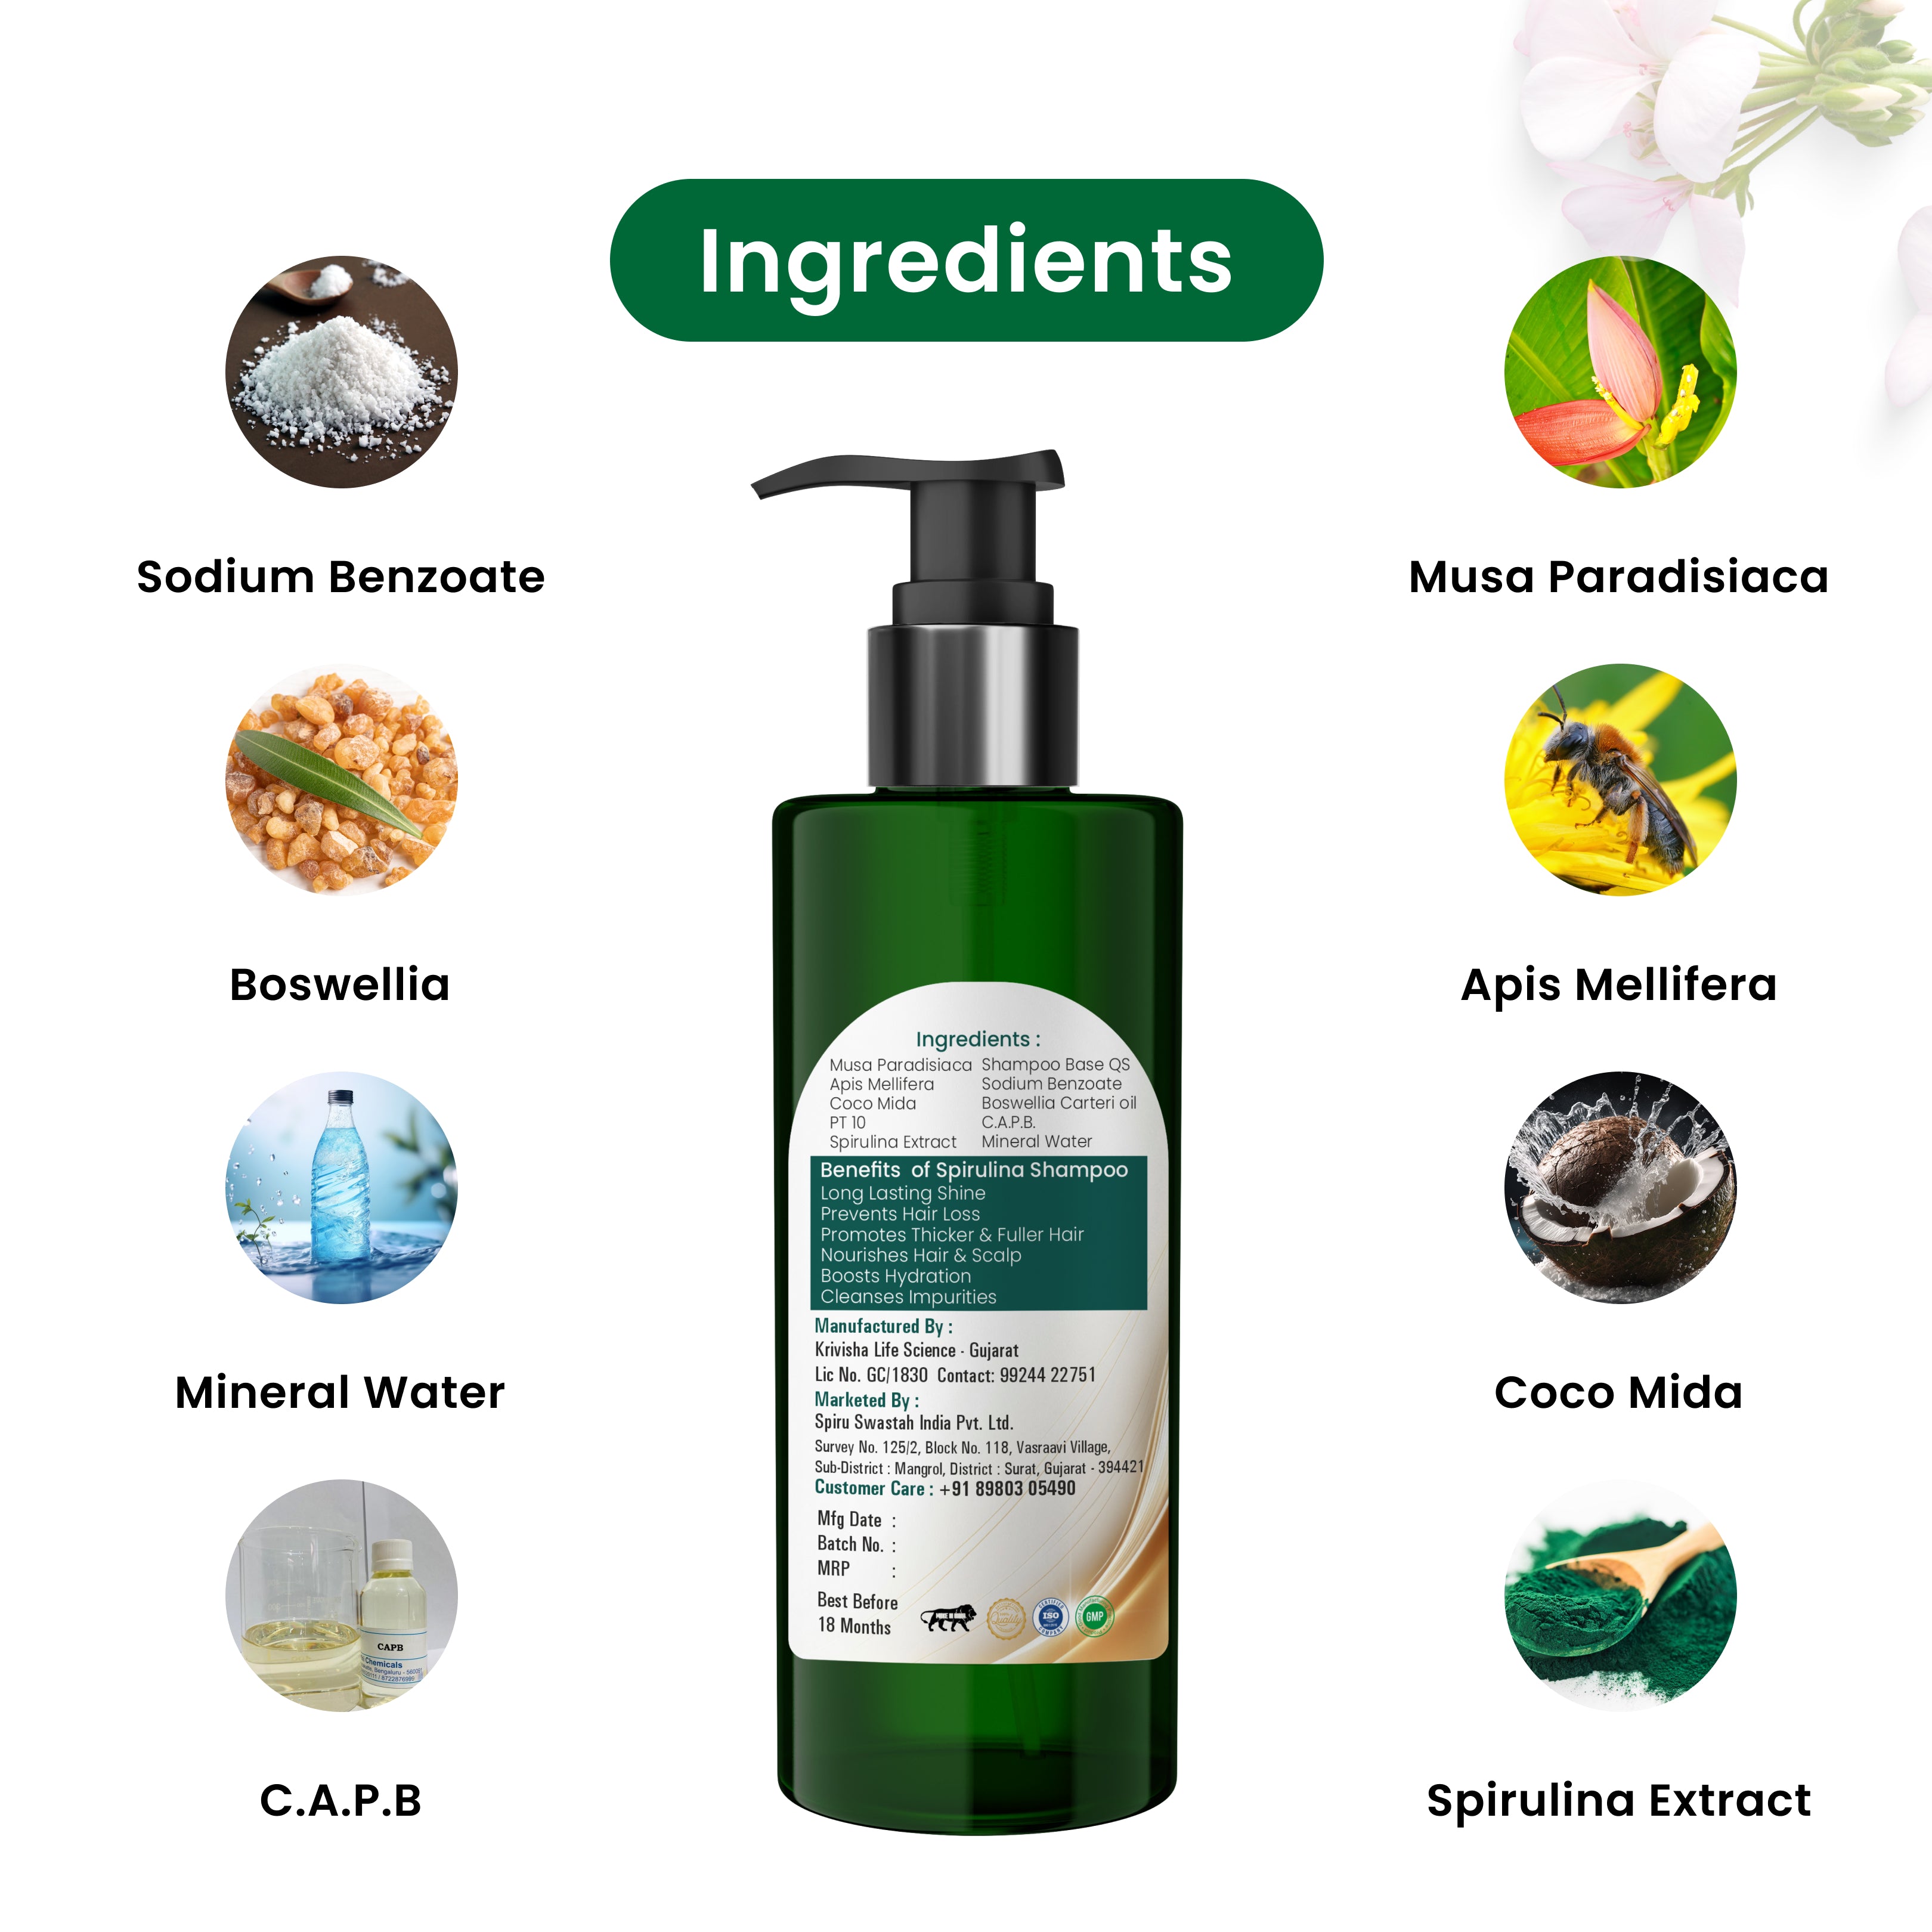 Ingredients
Sodium Benzoate
Boswellia
Mineral Water
CAPB
Chemicals
C.A.P.B
Musa Paradisiaca
Apis Mellifera
Coco Mida
Spirulina Extract
Ingredients :
Musa Paradisiaca Shampoo Base QS
Apis Mellifera Sodium Benzoate
Coco Mida Boswellia Carteri oil
PT 10 C.A.P.B.
Spirulina Extract Mineral Water
Benefits of Spirulina Shampoo
Long Lasting Shine
Prevents Hair Loss
Promotes Thicker & Fuller Hair
Nourishes Hair & Scalp
Boosts Hydration
Cleanses Impurities
Manufactured By :
Krivisha Life Science - Gujarat
Lic No. GC/1830 Contact: 99244 22751
Marketed By :
Spiru Swastah India Pvt. Ltd.
Survey No. 125/2, Block No. 118, Vasraavi Village,
Sub-District : Mangrol, District : Surat, Gujarat - 394421
Customer Care : +91 89803 05490
Mfg Date :
Batch No. :
MRP :
Best Before
18 Months
Quality
CERTIFIED
ISO
COMPANY
GMP